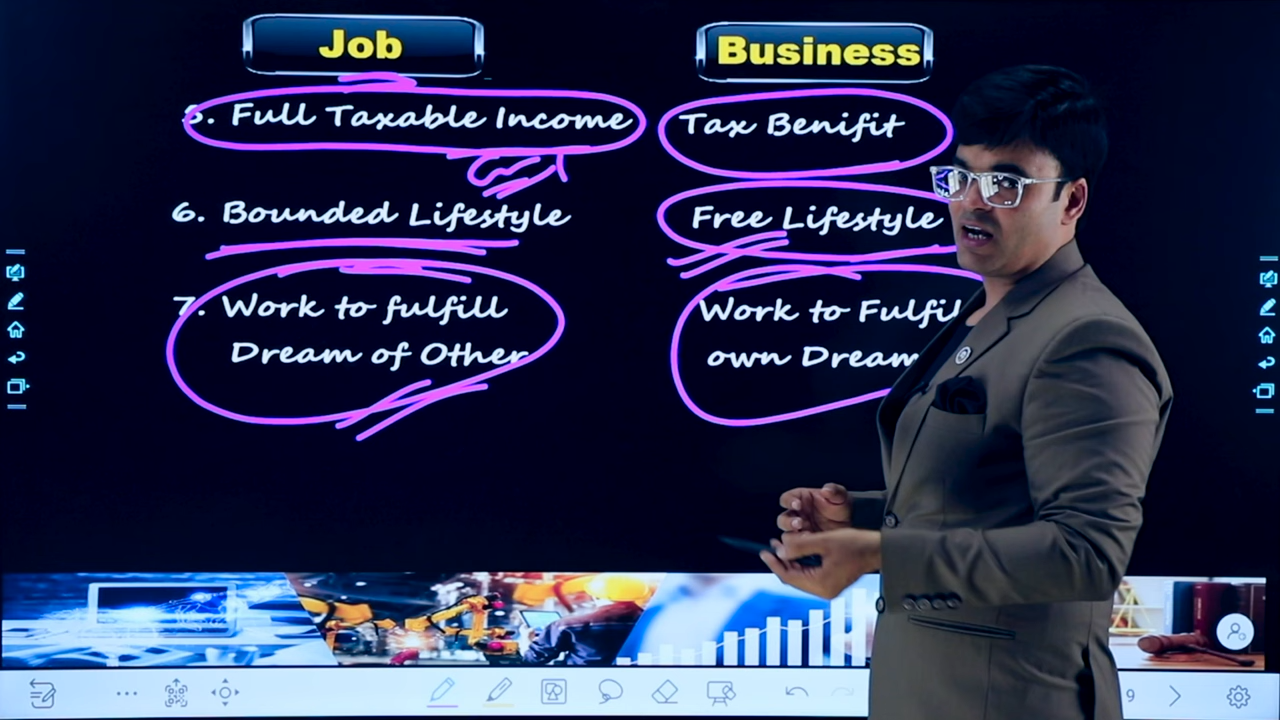 Job
Business
5. Full Taxable Income
Tax Benifit
6. Bounded Lifestyle
Free Lifestyle
7. Work to fulfill
Dream of Other
Work to Fulfil
own Dream
9